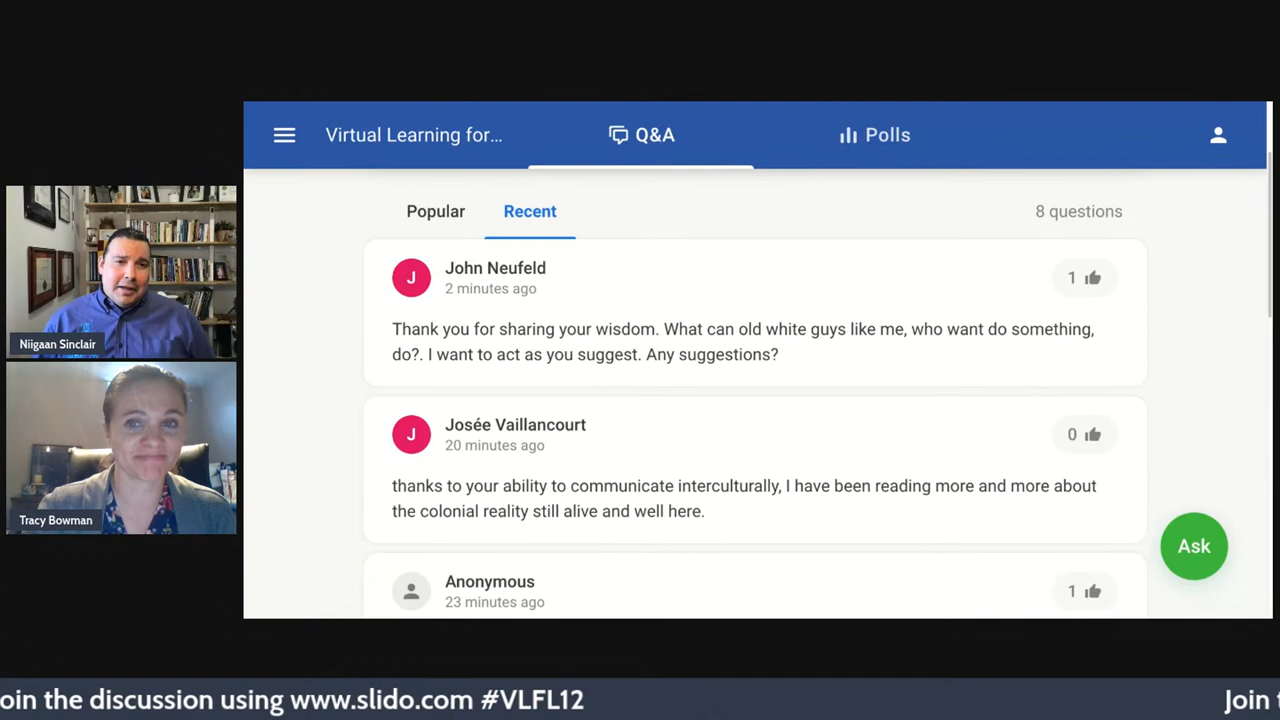 Virtual Learning for...
Q&A
Polls
Popular
Recent
8 questions
J
John Neufeld
2 minutes ago
1
Thank you for sharing your wisdom. What can old white guys like me, who want do something,
do?. I want to act as you suggest. Any suggestions?
J
Josée Vaillancourt
20 minutes ago
0
thanks to your ability to communicate interculturally, I have been reading more and more about
the colonial reality still alive and well here.
Ask
Anonymous
23 minutes ago
1
Niigaan Sinclair
Tracy Bowman
oin the discussion using www.slido.com #VLFL12
Join t